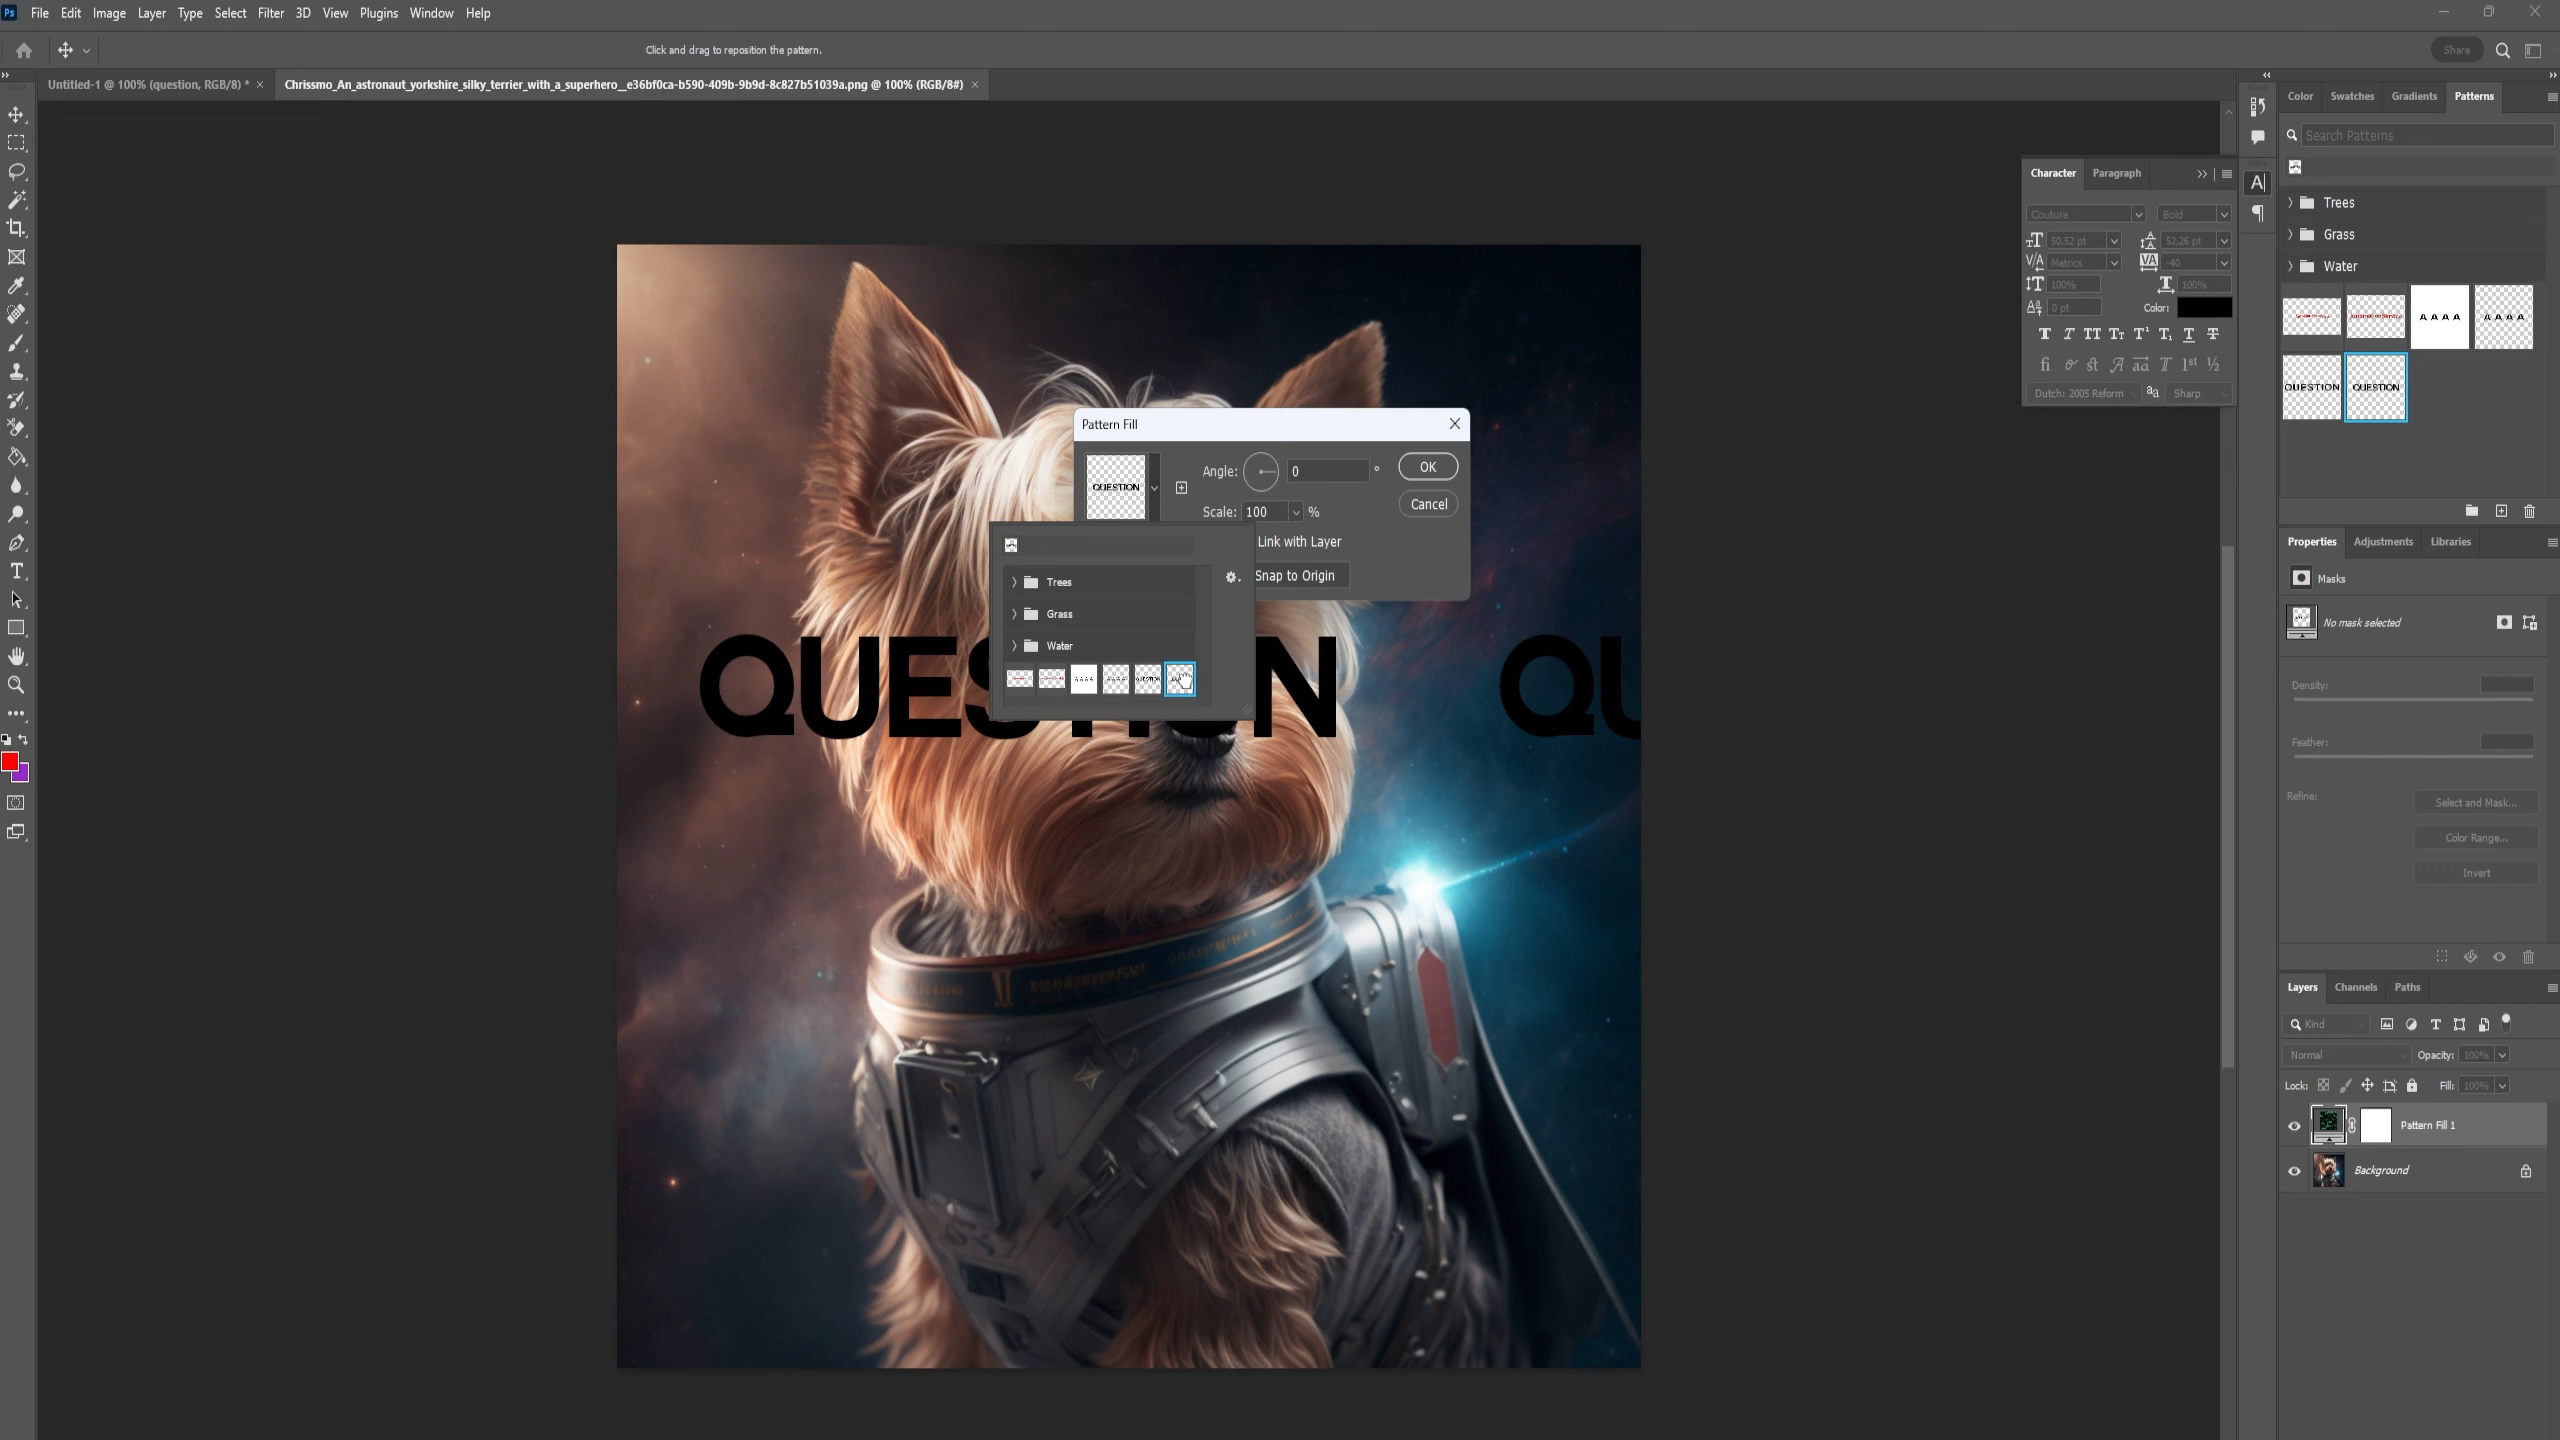 Ps File Edit Image Layer Type Select Filter 3D View Plugins Window Help
Click and drag to reposition the pattern.
Share
Untitled-1 @ 100% (question, RGB/8) *
Chrissmo_An_astronaut_yorkshire_silky_terrier_with_a_superhero__e36bf0ca-b590-409b-9b9d-8c827b51039a.png @ 100% (RGB/8#)
Color Swatches Gradients Patterns
Search Patterns
Trees
Grass
Water
A A A A
A A A A
QUESTION
QUESTION
Character Paragraph
Couture
Bold
50,52 pt
52,26 pt
Metrics
-40
100%
100%
0 pt
Color:
Dutch: 2005 Reform
Sharp
Pattern Fill
QUESTION
Angle: 0 °
OK
Scale: 100 %
Cancel
Link with Layer
Snap to Origin
Trees
Grass
Water
QUESTION QU
Properties Adjustments Libraries
Masks
No mask selected
Density:
Feather:
Refine:
Select and Mask...
Color Range...
Invert
Layers Channels Paths
Kind
Normal
Opacity: 100%
Lock:
Fill: 100%
Pattern Fill 1
Background